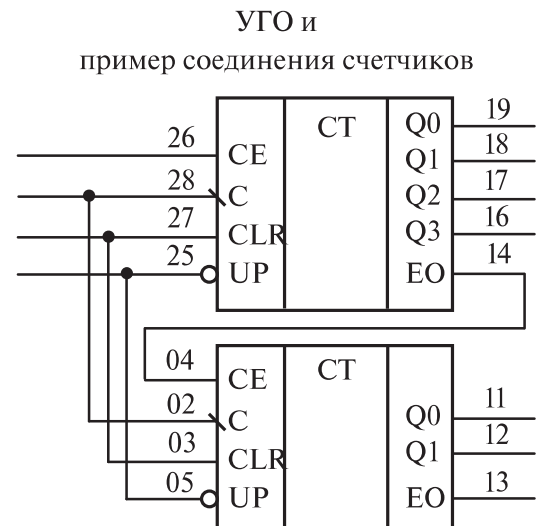 УГО и
пример соединения счетчиков
26 CE CT Q0 19
Q1 18
28 C Q2 17
27 CLR Q3 16
25 UP EO 14
04 CE CT
02 C Q0 11
03 CLR Q1 12
05 UP EO 13